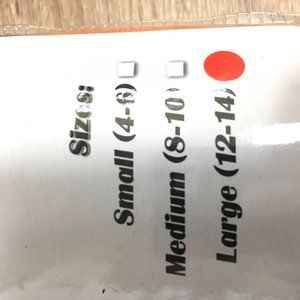 Sizes:
Small (4-6)
Medium (8-10)
Large (12-14)